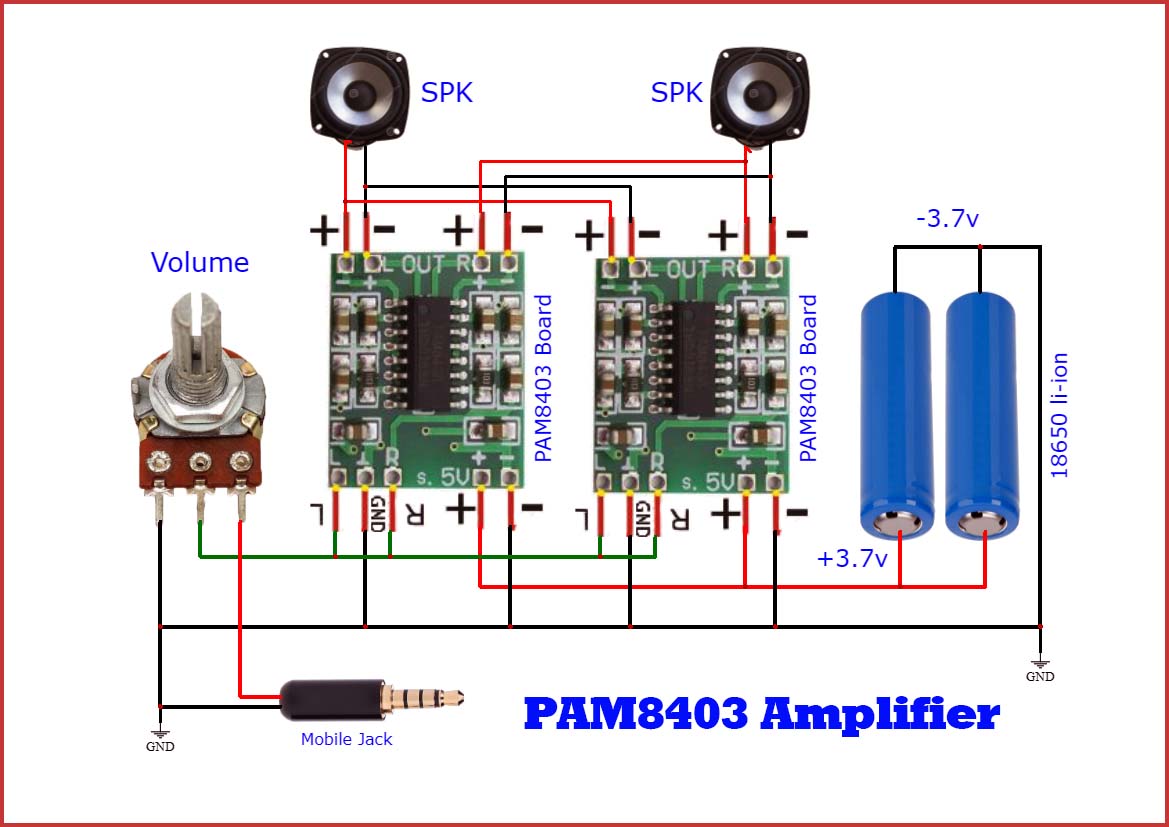 SPK
SPK
+ - + -
+ - + -
-3.7v
Volume
L OUT R
- + + -
L OUT R
- + + -
PAM8403 Board
PAM8403 Board
18650 li-ion
L ⊥ R
+ -
S. 5V
L ⊥ R
+ -
S. 5V
L GND R + -
L GND R + -
+3.7v
GND
PAM8403 Amplifier
Mobile Jack
GND